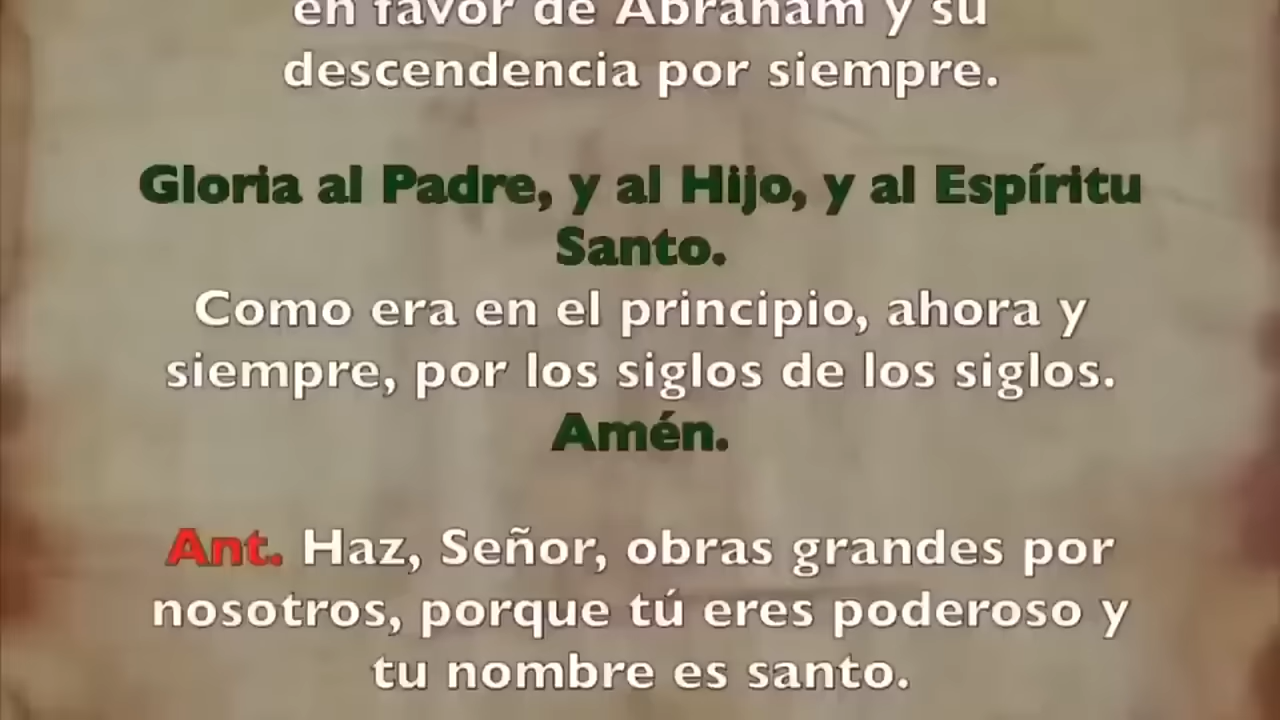 en favor de Abraham y su
descendencia por siempre.
Gloria al Padre, y al Hijo, y al Espíritu
Santo.
Como era en el principio, ahora y
siempre, por los siglos de los siglos.
Amén.
Ant. Haz, Señor, obras grandes por
nosotros, porque tú eres poderoso y
tu nombre es santo.